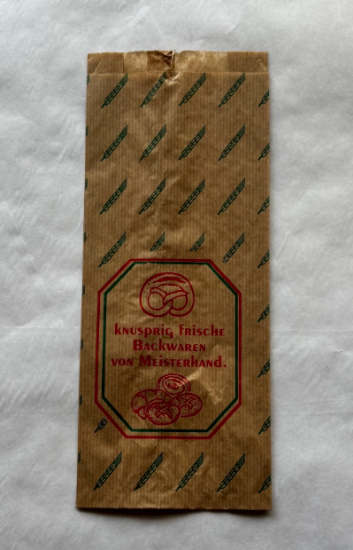 knusprig frische
Backwaren
von Meisterhand.